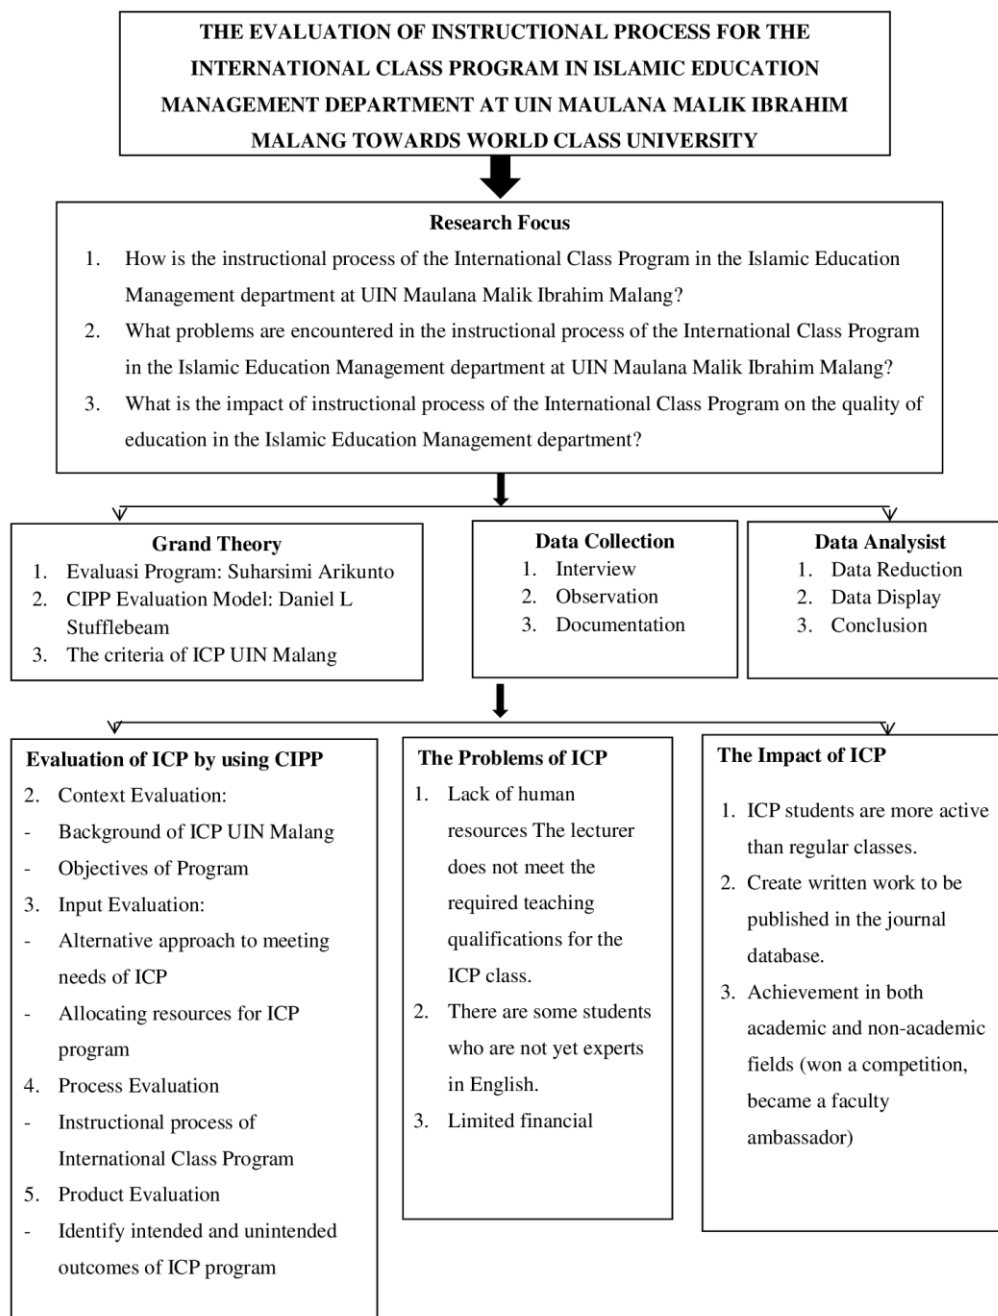 THE EVALUATION OF INSTRUCTIONAL PROCESS FOR THE
INTERNATIONAL CLASS PROGRAM IN ISLAMIC EDUCATION
MANAGEMENT DEPARTMENT AT UIN MAULANA MALIK IBRAHIM
MALANG TOWARDS WORLD CLASS UNIVERSITY
Research Focus
1. How is the instructional process of the International Class Program in the Islamic Education
Management department at UIN Maulana Malik Ibrahim Malang?
2. What problems are encountered in the instructional process of the International Class Program
in the Islamic Education Management department at UIN Maulana Malik Ibrahim Malang?
3. What is the impact of instructional process of the International Class Program on the quality of
education in the Islamic Education Management department?
Grand Theory
1. Evaluasi Program: Suharsimi Arikunto
2. CIPP Evaluation Model: Daniel L
Stufflebeam
3. The criteria of ICP UIN Malang
Data Collection
1. Interview
2. Observation
3. Documentation
Data Analysist
1. Data Reduction
2. Data Display
3. Conclusion
Evaluation of ICP by using CIPP
2. Context Evaluation:
- Background of ICP UIN Malang
- Objectives of Program
3. Input Evaluation:
- Alternative approach to meeting
needs of ICP
- Allocating resources for ICP
program
4. Process Evaluation
- Instructional process of
International Class Program
5. Product Evaluation
- Identify intended and unintended
outcomes of ICP program
The Problems of ICP
1. Lack of human
resources The lecturer
does not meet the
required teaching
qualifications for the
ICP class.
2. There are some students
who are not yet experts
in English.
3. Limited financial
The Impact of ICP
1. ICP students are more active
than regular classes.
2. Create written work to be
published in the journal
database.
3. Achievement in both
academic and non-academic
fields (won a competition,
became a faculty
ambassador)